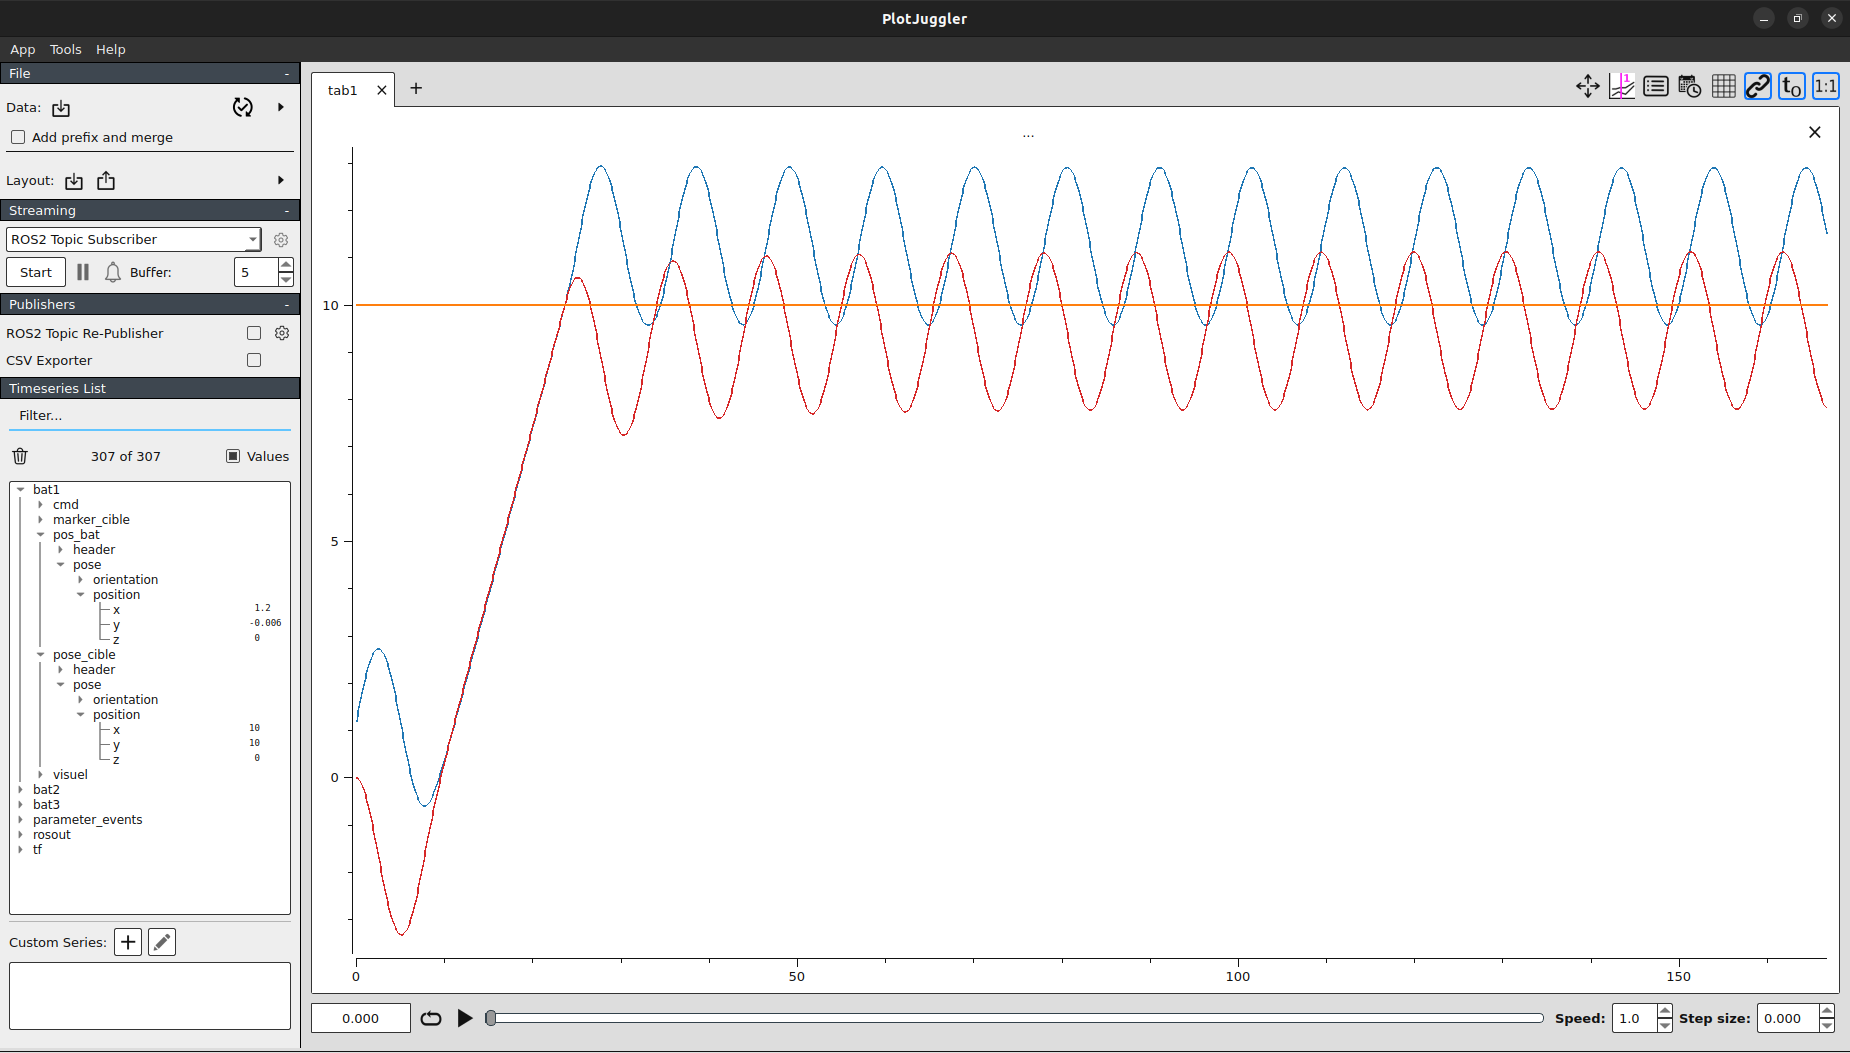 PlotJuggler
App Tools Help
File -
Data:
Add prefix and merge
Layout:
Streaming -
ROS2 Topic Subscriber
Start Buffer: 5
Publishers -
ROS2 Topic Re-Publisher
CSV Exporter
Timeseries List
Filter...
307 of 307 Values
bat1
cmd
marker_cible
pos_bat
header
pose
orientation
position
x 1.2
y -0.006
z 0
pose_cible
header
pose
orientation
position
x 10
y 10
z 0
visuel
bat2
bat3
parameter_events
rosout
tf
Custom Series:
tab1
1
t0
1:1
...
10
5
0
0 50 100 150
0.000 Speed: 1.0 Step size: 0.000